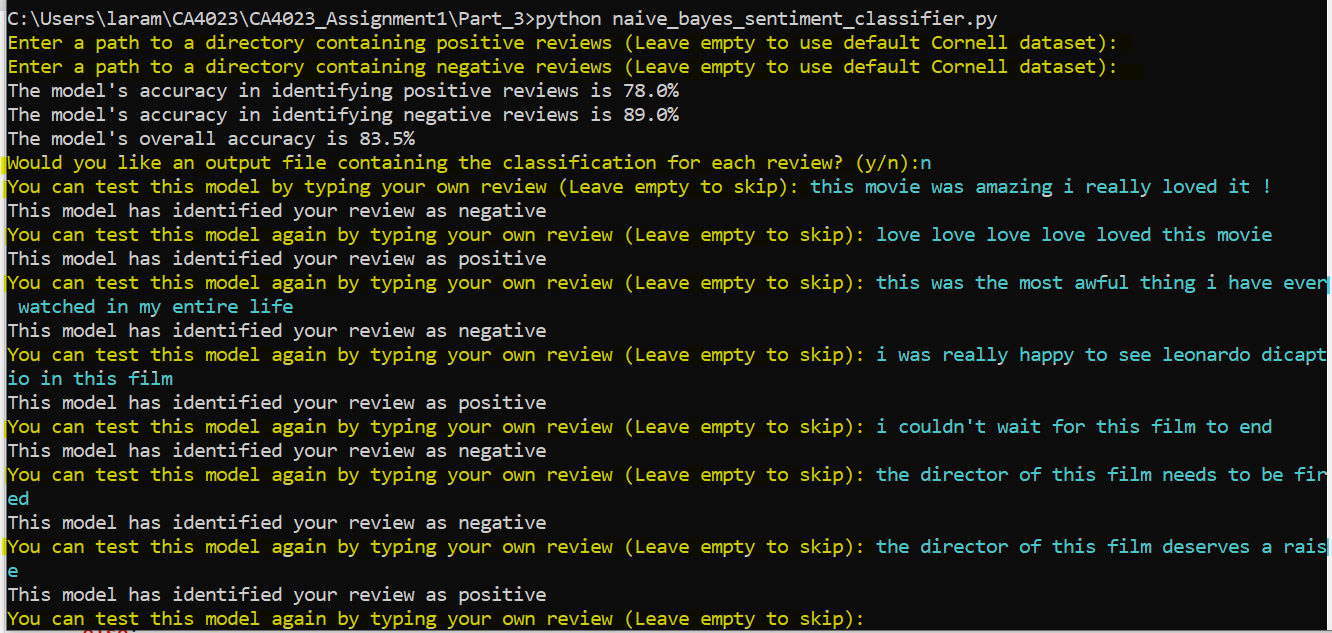 C:\Users\laram\CA4023\CA4023_Assignment1\Part_3>python naive_bayes_sentiment_classifier.py
Enter a path to a directory containing positive reviews (Leave empty to use default Cornell dataset):
Enter a path to a directory containing negative reviews (Leave empty to use default Cornell dataset):
The model's accuracy in identifying positive reviews is 78.0%
The model's accuracy in identifying negative reviews is 89.0%
The model's overall accuracy is 83.5%
Would you like an output file containing the classification for each review? (y/n):n
You can test this model by typing your own review (Leave empty to skip): this movie was amazing i really loved it !
This model has identified your review as negative
You can test this model again by typing your own review (Leave empty to skip): love love love love loved this movie
This model has identified your review as positive
You can test this model again by typing your own review (Leave empty to skip): this was the most awful thing i have ever
watched in my entire life
This model has identified your review as negative
You can test this model again by typing your own review (Leave empty to skip): i was really happy to see leonardo dicapt
io in this film
This model has identified your review as positive
You can test this model again by typing your own review (Leave empty to skip): i couldn't wait for this film to end
This model has identified your review as negative
You can test this model again by typing your own review (Leave empty to skip): the director of this film needs to be fir
ed
This model has identified your review as negative
You can test this model again by typing your own review (Leave empty to skip): the director of this film deserves a rais
e
This model has identified your review as positive
You can test this model again by typing your own review (Leave empty to skip):